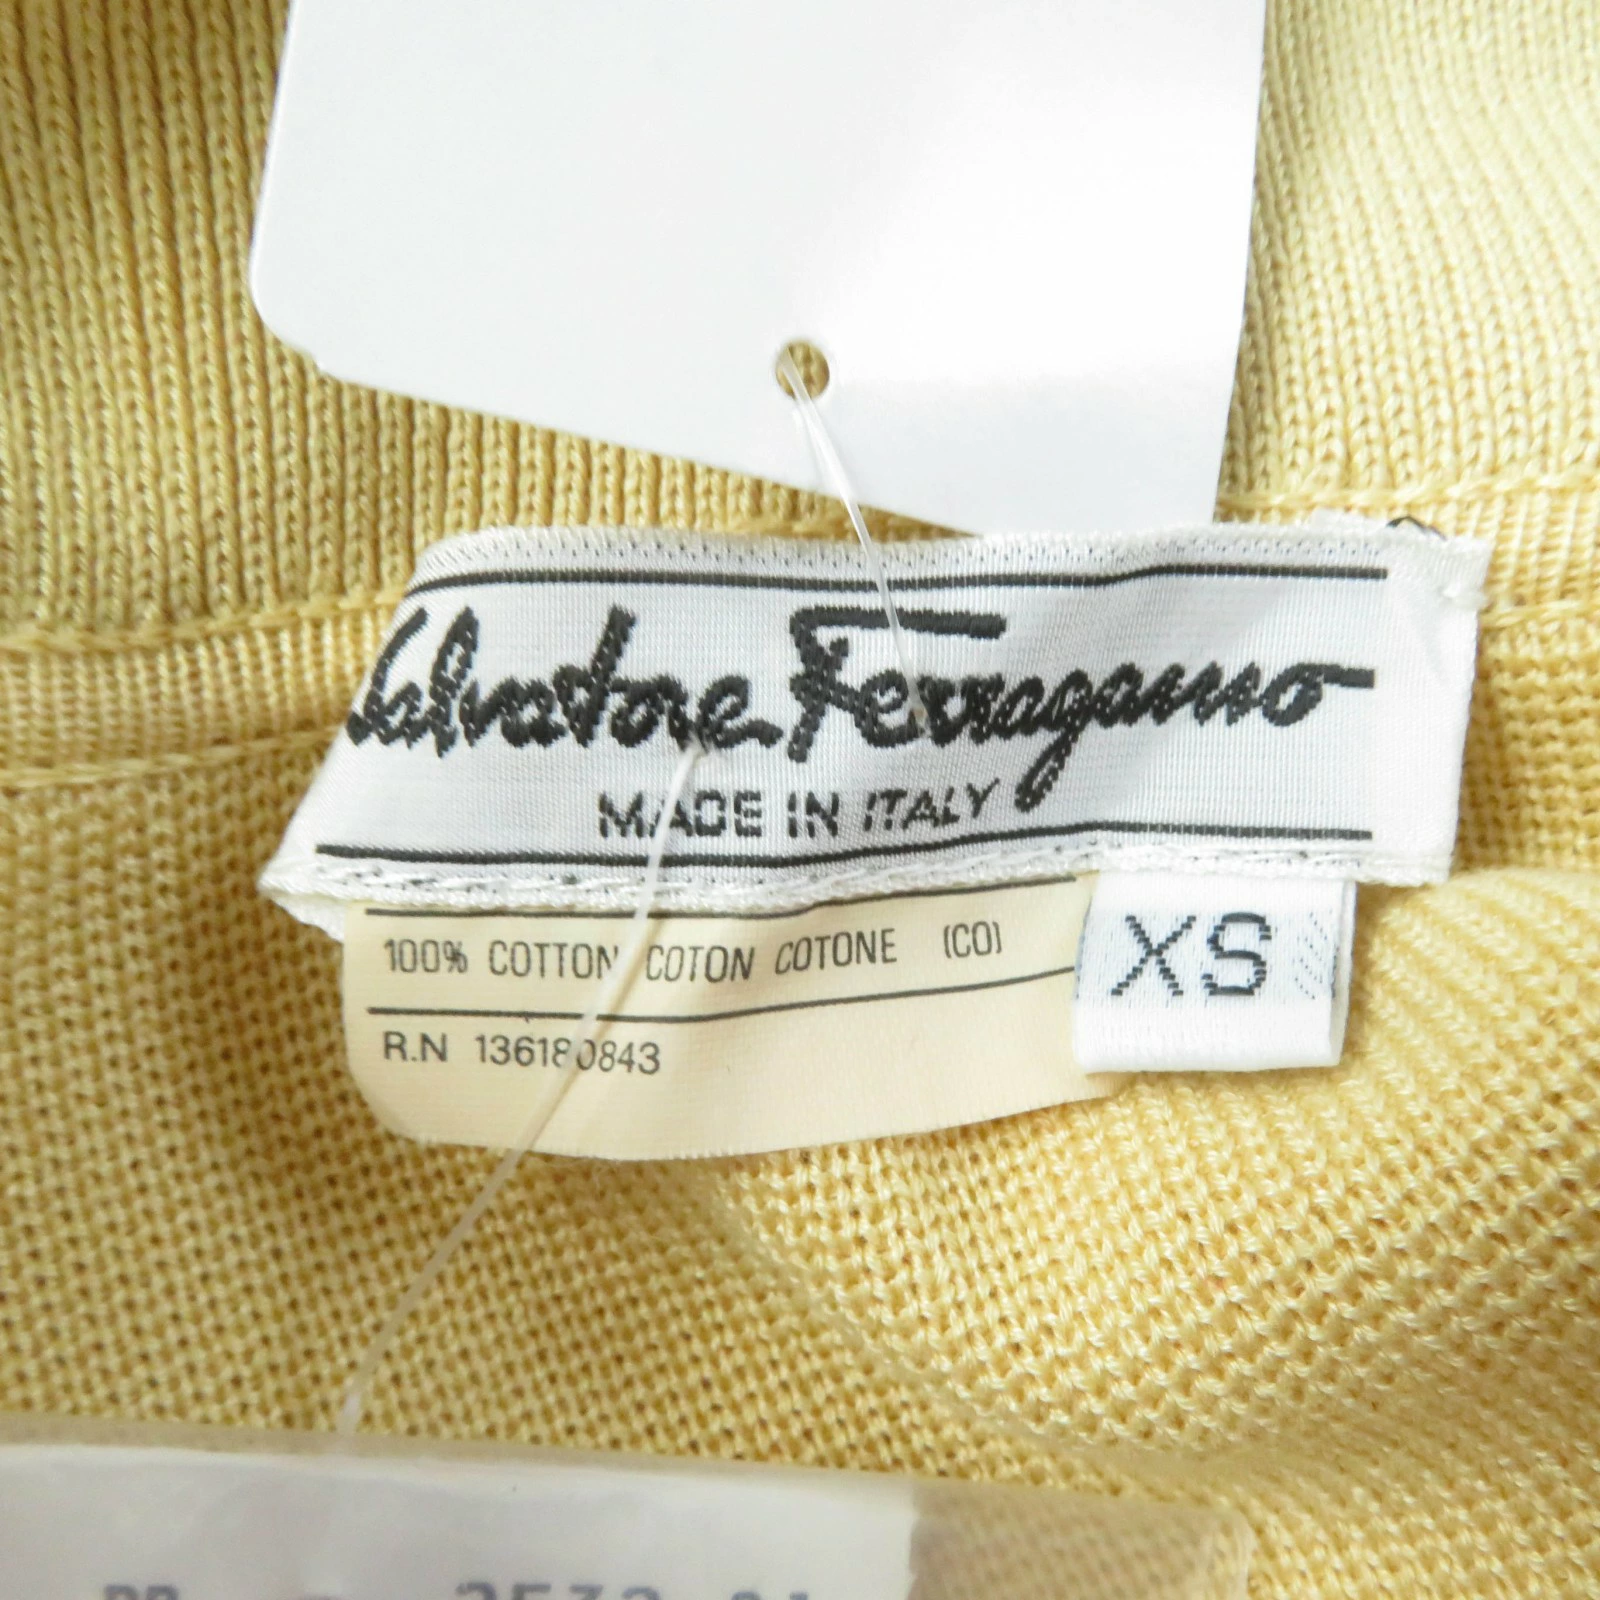 Salvatore Ferragamo
MADE IN ITALY
100% COTTON COTON COTONE (CO)
XS
R.N 136180843